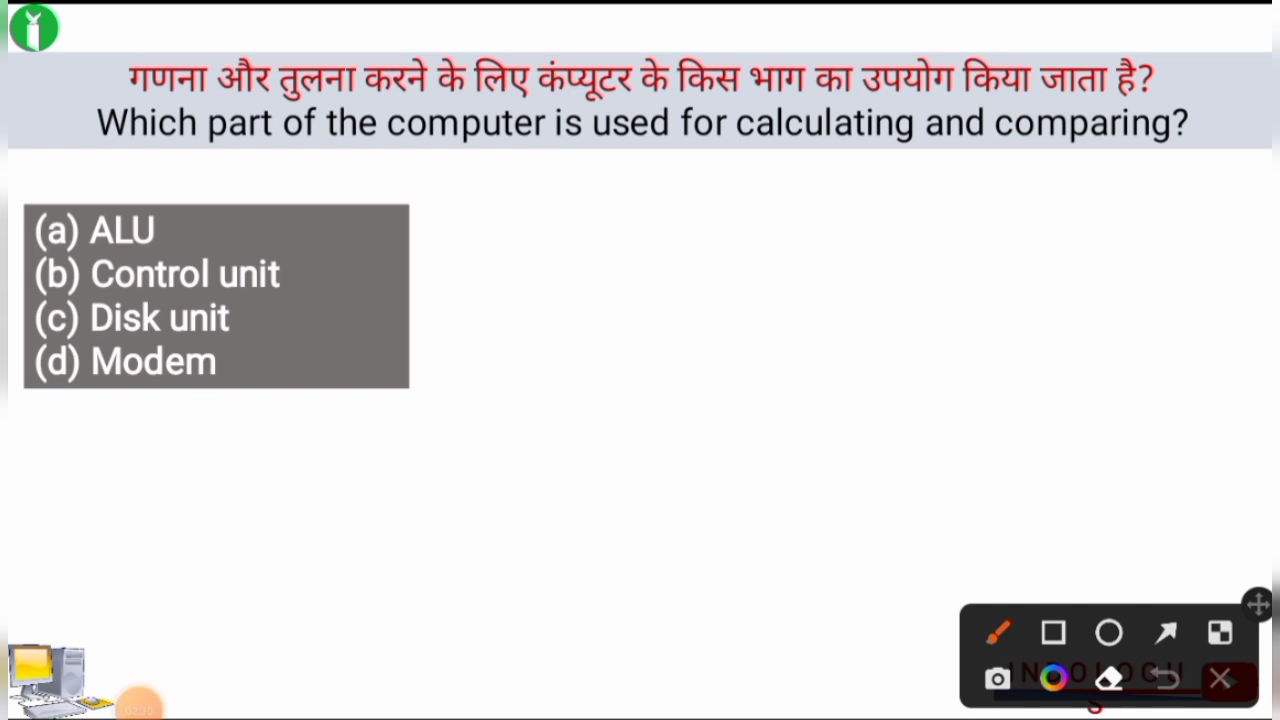 गणना और तुलना करने के लिए कंप्यूटर के किस भाग का उपयोग किया जाता है?
Which part of the computer is used for calculating and comparing?
(a) ALU
(b) Control unit
(c) Disk unit
(d) Modem